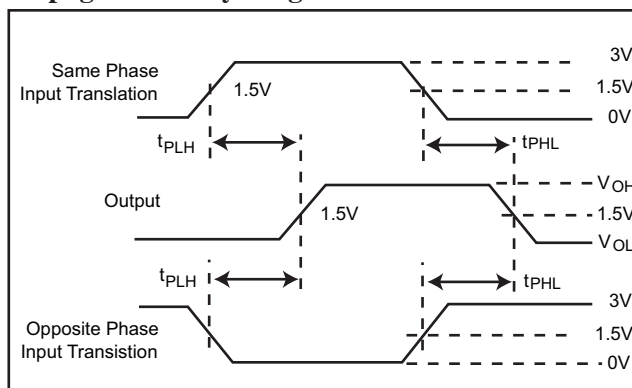 Same Phase
Input Translation
1.5V
3V
1.5V
0V
tPLH
tPHL
Output
1.5V
VOH
1.5V
VOL
tPLH
tPHL
Opposite Phase
Input Transistion
3V
1.5V
0V